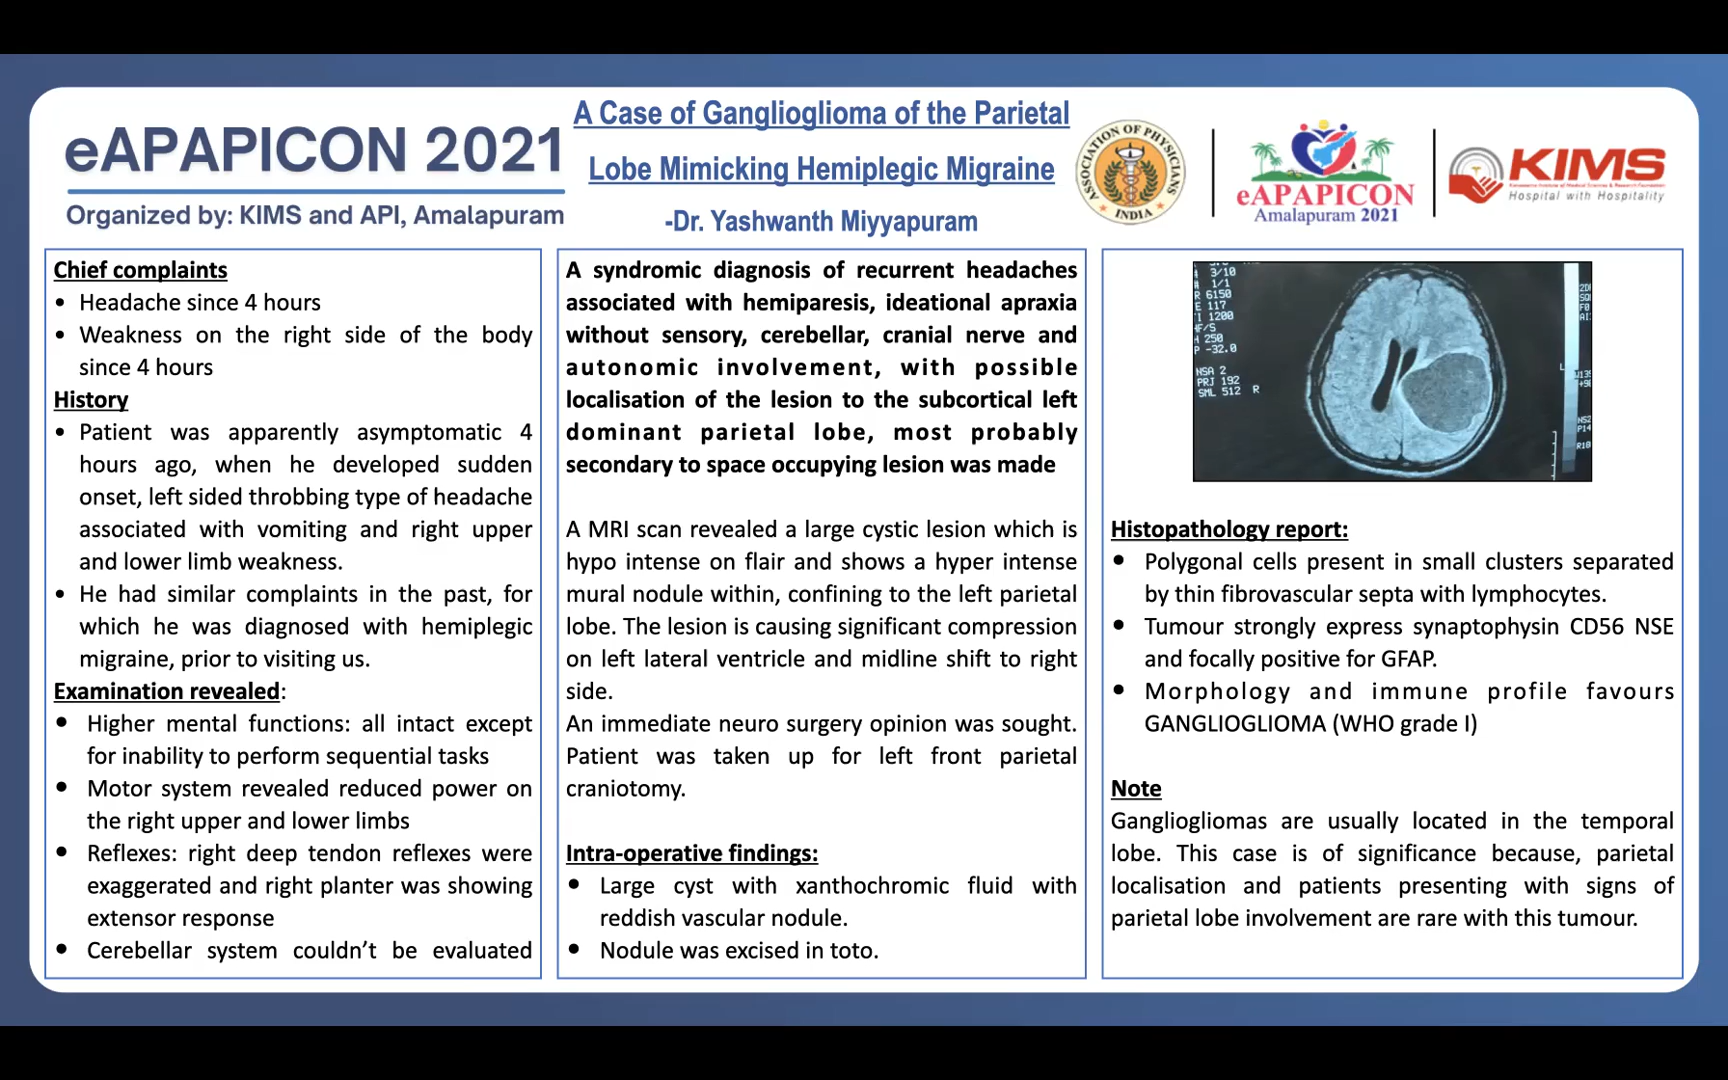 eAPAPICON 2021
Organized by: KIMS and API, Amalapuram
A Case of Ganglioglioma of the Parietal
Lobe Mimicking Hemiplegic Migraine
-Dr. Yashwanth Miyyapuram
ASSOCIATION OF PHYSICIANS
INDIA
eAPAPICON
Amalapuram 2021
KIMS
Hospital with Hospitality
Chief complaints
• Headache since 4 hours
• Weakness on the right side of the body
since 4 hours
History
• Patient was apparently asymptomatic 4
hours ago, when he developed sudden
onset, left sided throbbing type of headache
associated with vomiting and right upper
and lower limb weakness.
• He had similar complaints in the past, for
which he was diagnosed with hemiplegic
migraine, prior to visiting us.
Examination revealed:
• Higher mental functions: all intact except
for inability to perform sequential tasks
• Motor system revealed reduced power on
the right upper and lower limbs
• Reflexes: right deep tendon reflexes were
exaggerated and right planter was showing
extensor response
• Cerebellar system couldn't be evaluated
A syndromic diagnosis of recurrent headaches
associated with hemiparesis, ideational apraxia
without sensory, cerebellar, cranial nerve and
autonomic involvement, with possible
localisation of the lesion to the subcortical left
dominant parietal lobe, most probably
secondary to space occupying lesion was made
A MRI scan revealed a large cystic lesion which is
hypo intense on flair and shows a hyper intense
mural nodule within, confining to the left parietal
lobe. The lesion is causing significant compression
on left lateral ventricle and midline shift to right
side.
An immediate neuro surgery opinion was sought.
Patient was taken up for left front parietal
craniotomy.
Intra-operative findings:
• Large cyst with xanthochromic fluid with
reddish vascular nodule.
• Nodule was excised in toto.
3/10
1/1
R 6150
E 117
I 1200
H 250
P -32.0
NSA 2
PRJ 192
SML 512 R
Histopathology report:
• Polygonal cells present in small clusters separated
by thin fibrovascular septa with lymphocytes.
• Tumour strongly express synaptophysin CD56 NSE
and focally positive for GFAP.
• Morphology and immune profile favours
GANGLIOGLIOMA (WHO grade I)
Note
Gangliogliomas are usually located in the temporal
lobe. This case is of significance because, parietal
localisation and patients presenting with signs of
parietal lobe involvement are rare with this tumour.